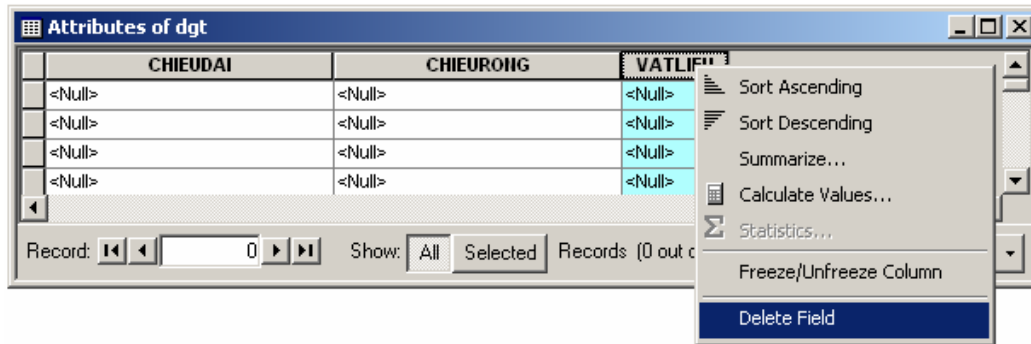 Attributes of dgt
CHIEUDAI CHIEURONG VATLIEU
<Null> <Null> <Null>
<Null> <Null> <Null>
<Null> <Null> <Null>
<Null> <Null> <Null>
Record: 0 Show: All Selected Records (0 out
Sort Ascending
Sort Descending
Summarize...
Calculate Values...
Statistics...
Freeze/Unfreeze Column
Delete Field